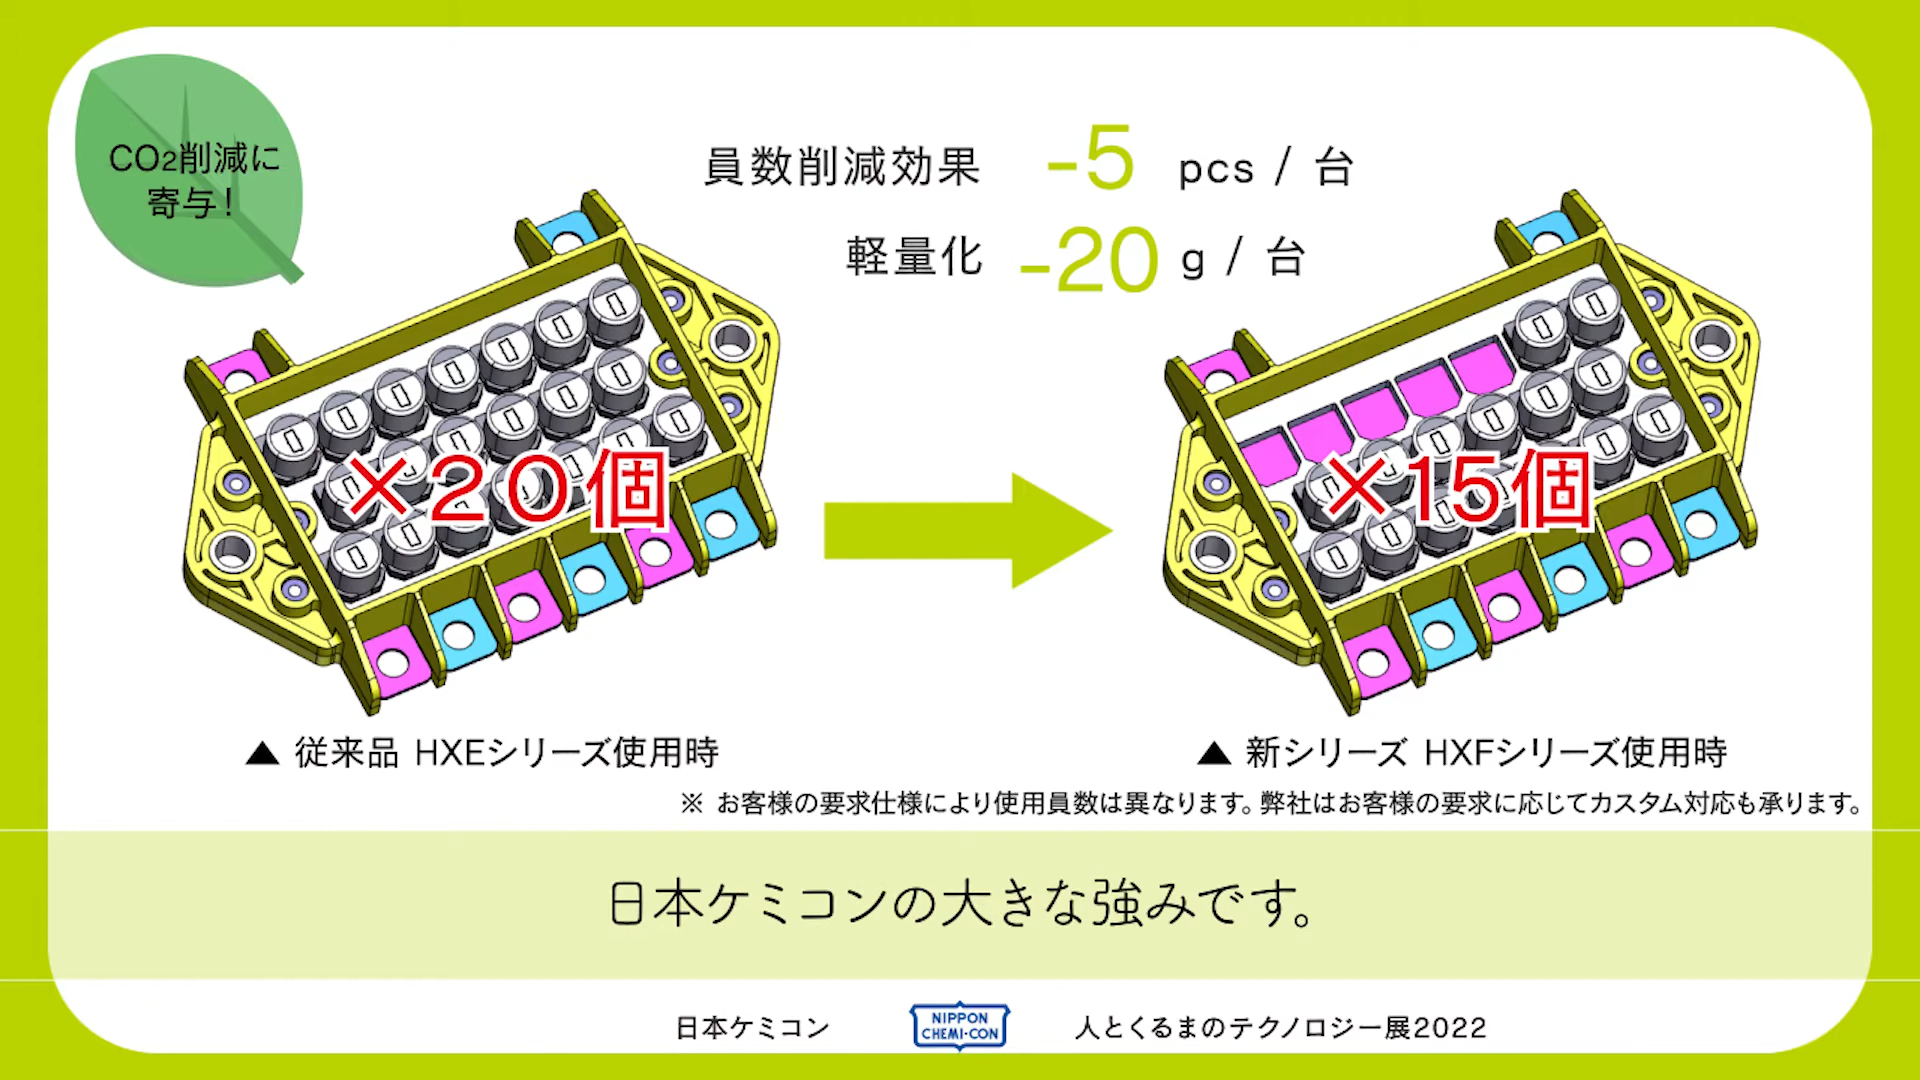 CO2削減に
寄与！
員数削減効果 -5 pcs / 台
軽量化 -20 g / 台
×20個
×15個
▲ 従来品 HXEシリーズ使用時
▲ 新シリーズ HXFシリーズ使用時
※ お客様の要求仕様により使用員数は異なります。弊社はお客様の要求に応じてカスタム対応も承ります。
日本ケミコンの大きな強みです。
日本ケミコン
NIPPON
CHEMI-CON
人とくるまのテクノロジー展2022